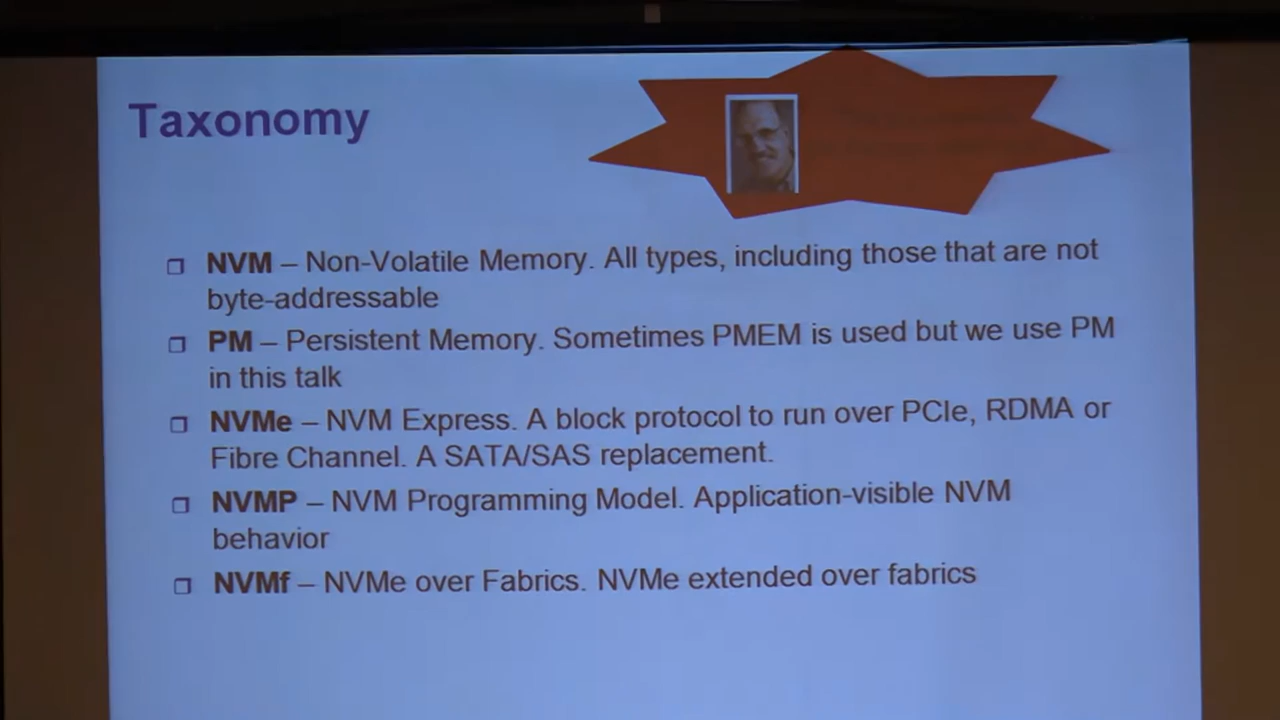 Taxonomy
NVM – Non-Volatile Memory. All types, including those that are not
byte-addressable
PM – Persistent Memory. Sometimes PMEM is used but we use PM
in this talk
NVMe – NVM Express. A block protocol to run over PCIe, RDMA or
Fibre Channel. A SATA/SAS replacement.
NVMP – NVM Programming Model. Application-visible NVM
behavior
NVMf – NVMe over Fabrics. NVMe extended over fabrics